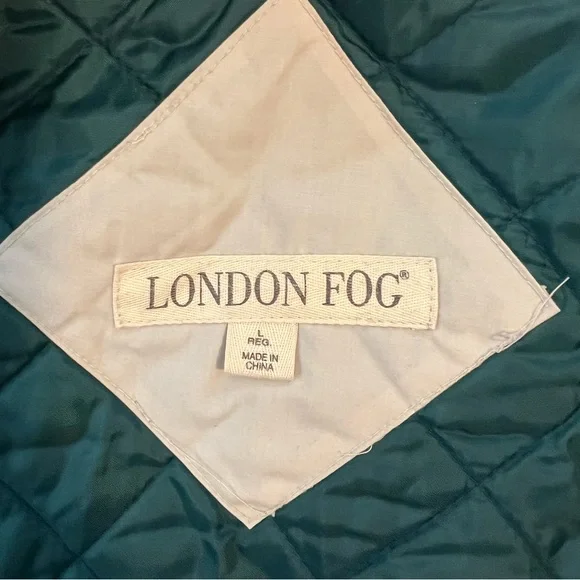 LONDON FOG®
L
REG.
MADE IN
CHINA